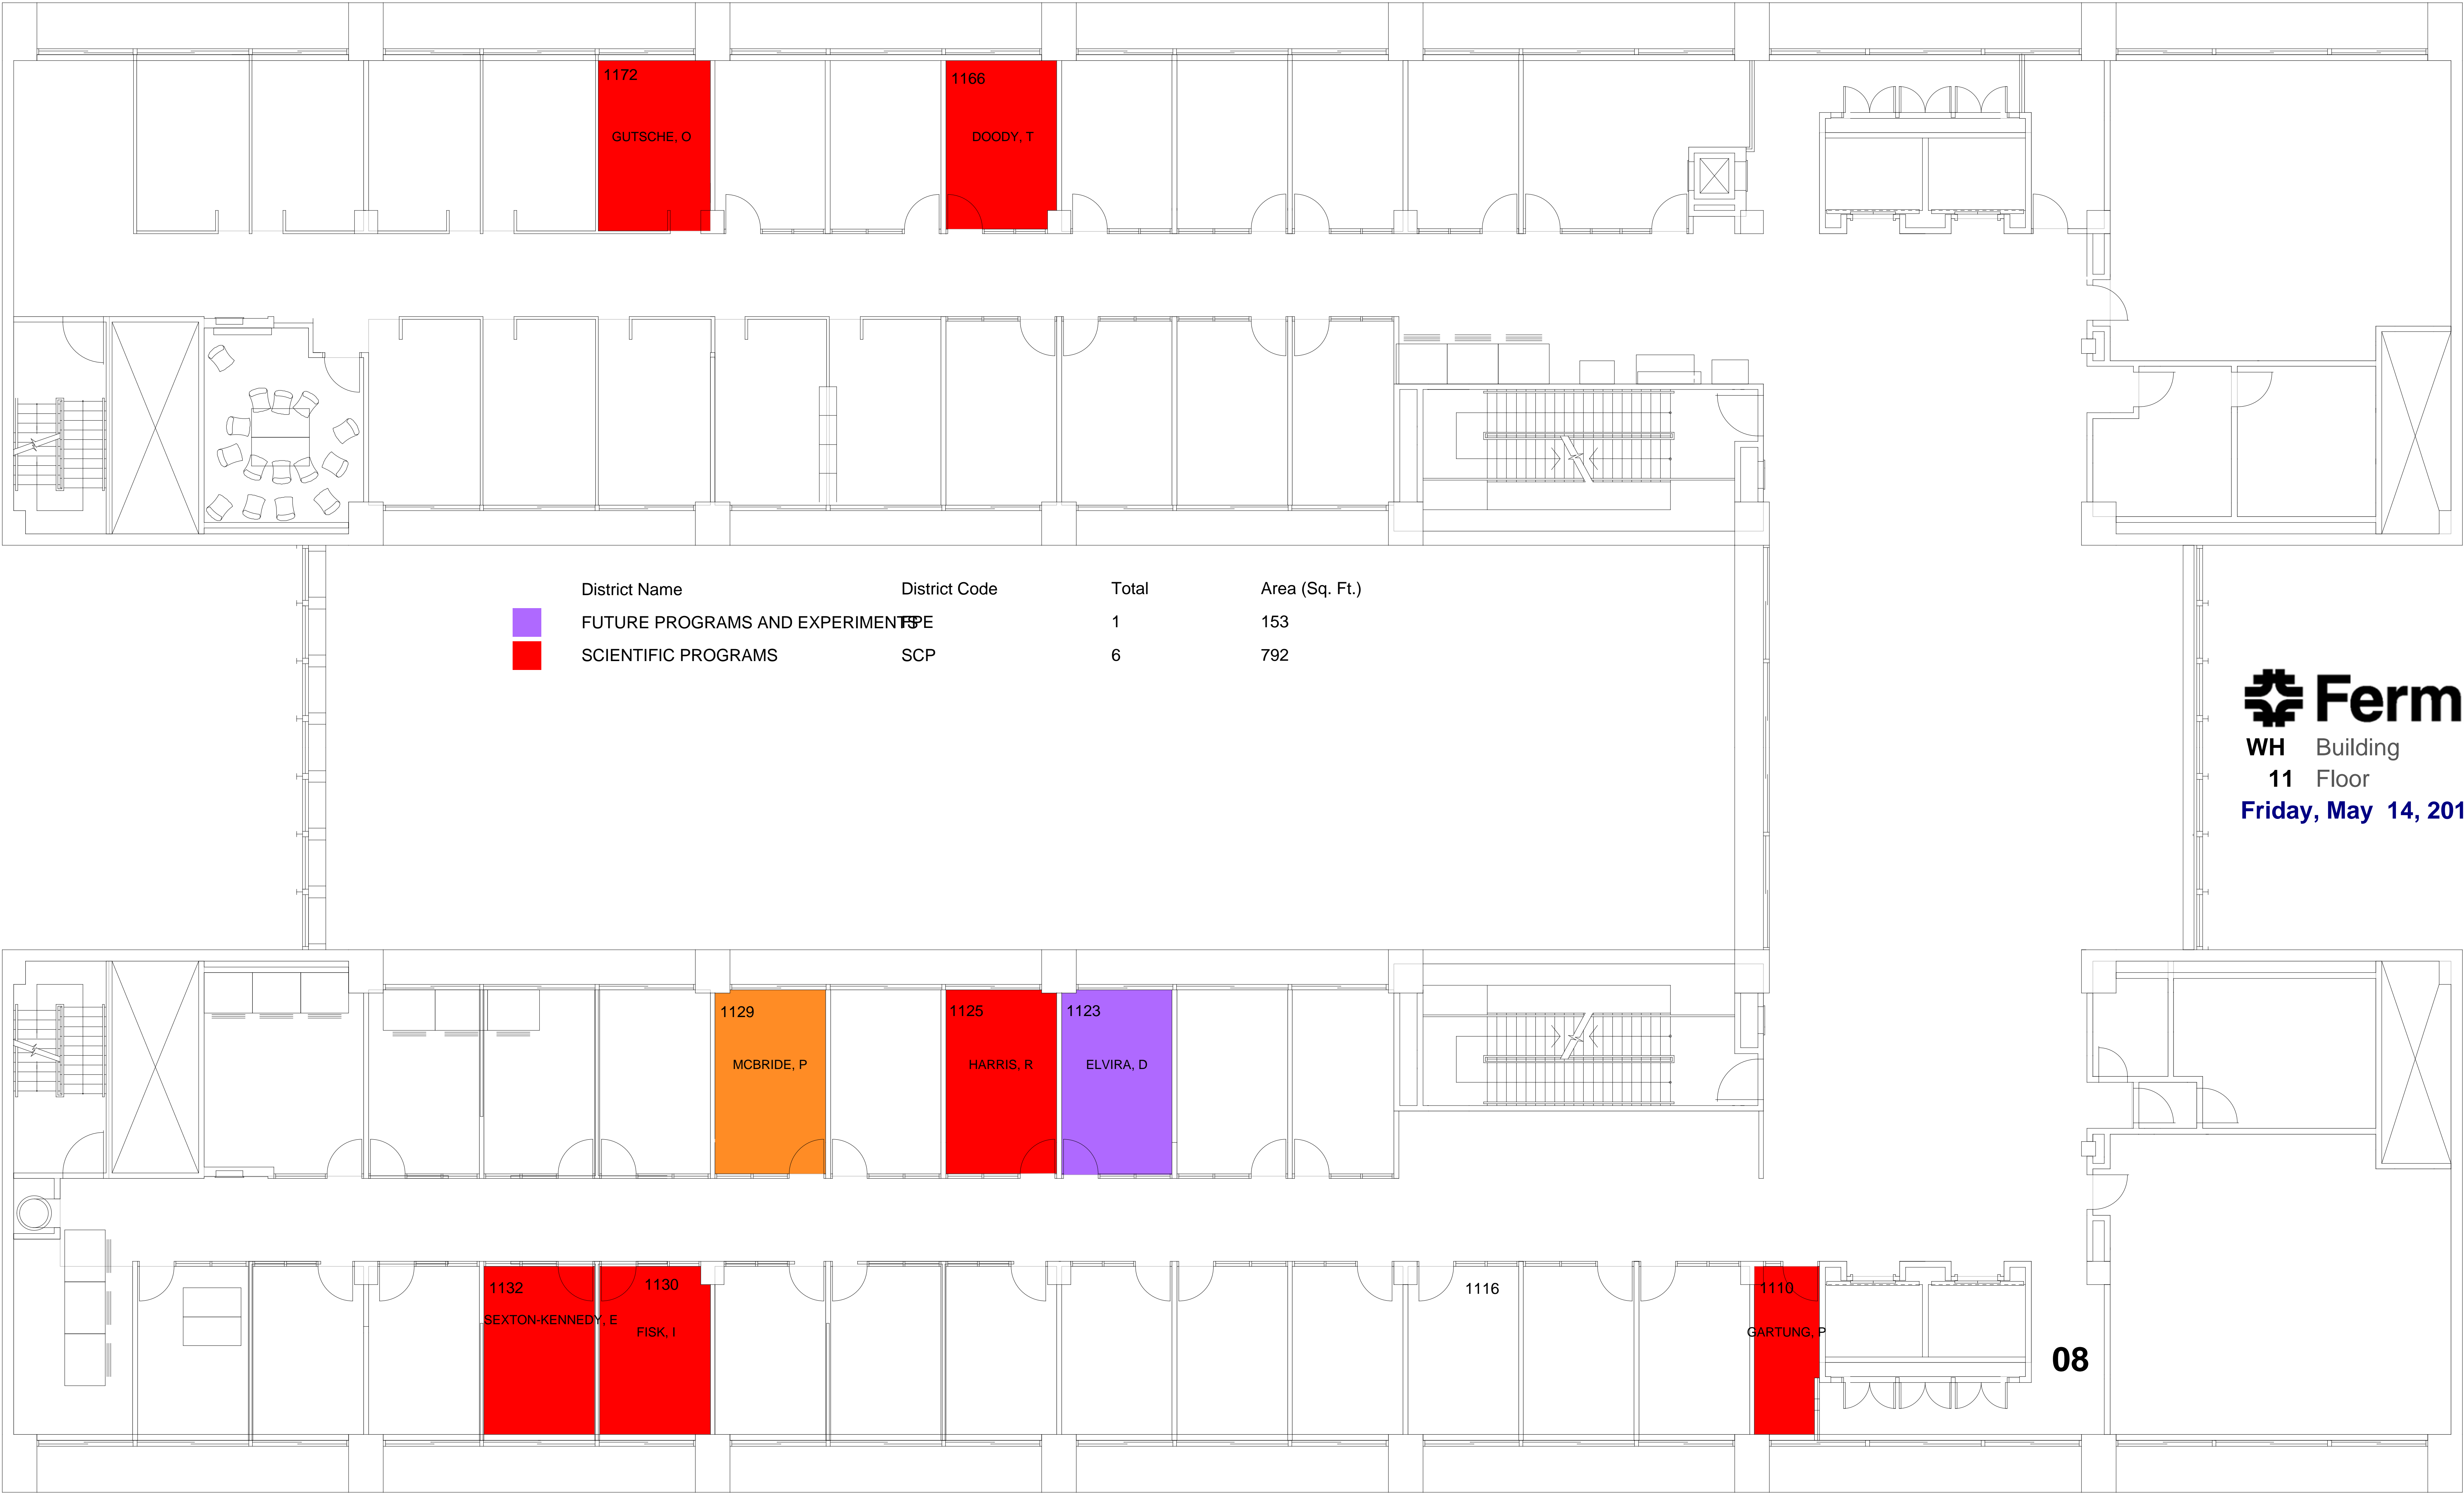 1172
GUTSCHE, O
1166
DOODY, T
District Name District Code Total Area (Sq. Ft.)
FUTURE PROGRAMS AND EXPERIMENTS FPE 1 153
SCIENTIFIC PROGRAMS SCP 6 792
Ferm
WH Building
11 Floor
Friday, May 14, 201
1129
MCBRIDE, P
1125
HARRIS, R
1123
ELVIRA, D
1132
SEXTON-KENNEDY, E
1130
FISK, I
1116
1110
GARTUNG, P
08